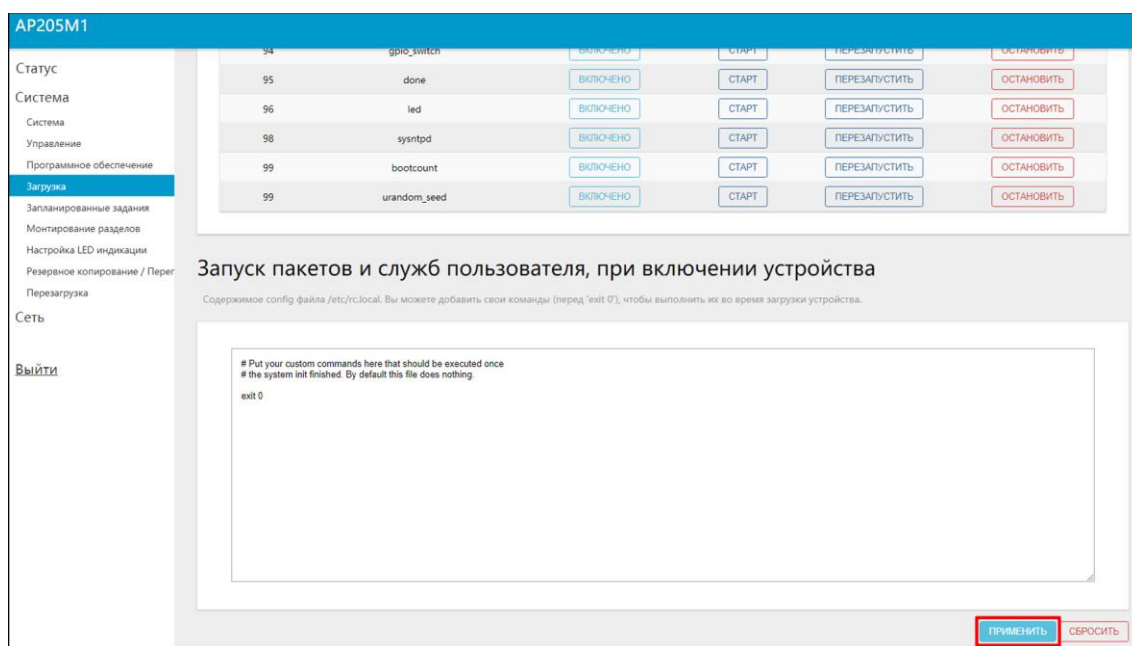 AP205M1
Статус
Система
Система
Управление
Программное обеспечение
Загрузка
Запланированные задания
Монтирование разделов
Настройка LED индикации
Резервное копирование / Перег
Перезагрузка
Сеть
Выйти
94 gpio_switch ВКЛЮЧЕНО СТАРТ ПЕРЕЗАПУСТИТЬ ОСТАНОВИТЬ
95 done ВКЛЮЧЕНО СТАРТ ПЕРЕЗАПУСТИТЬ ОСТАНОВИТЬ
96 led ВКЛЮЧЕНО СТАРТ ПЕРЕЗАПУСТИТЬ ОСТАНОВИТЬ
98 sysntpd ВКЛЮЧЕНО СТАРТ ПЕРЕЗАПУСТИТЬ ОСТАНОВИТЬ
99 bootcount ВКЛЮЧЕНО СТАРТ ПЕРЕЗАПУСТИТЬ ОСТАНОВИТЬ
99 urandom_seed ВКЛЮЧЕНО СТАРТ ПЕРЕЗАПУСТИТЬ ОСТАНОВИТЬ
Запуск пакетов и служб пользователя, при включении устройства
Содержимое config файла /etc/rc.local. Вы можете добавить свои команды (перед 'exit 0'), чтобы выполнить их во время загрузки устройства.
# Put your custom commands here that should be executed once
# the system init finished. By default this file does nothing.
exit 0
ПРИМЕНИТЬ СБРОСИТЬ